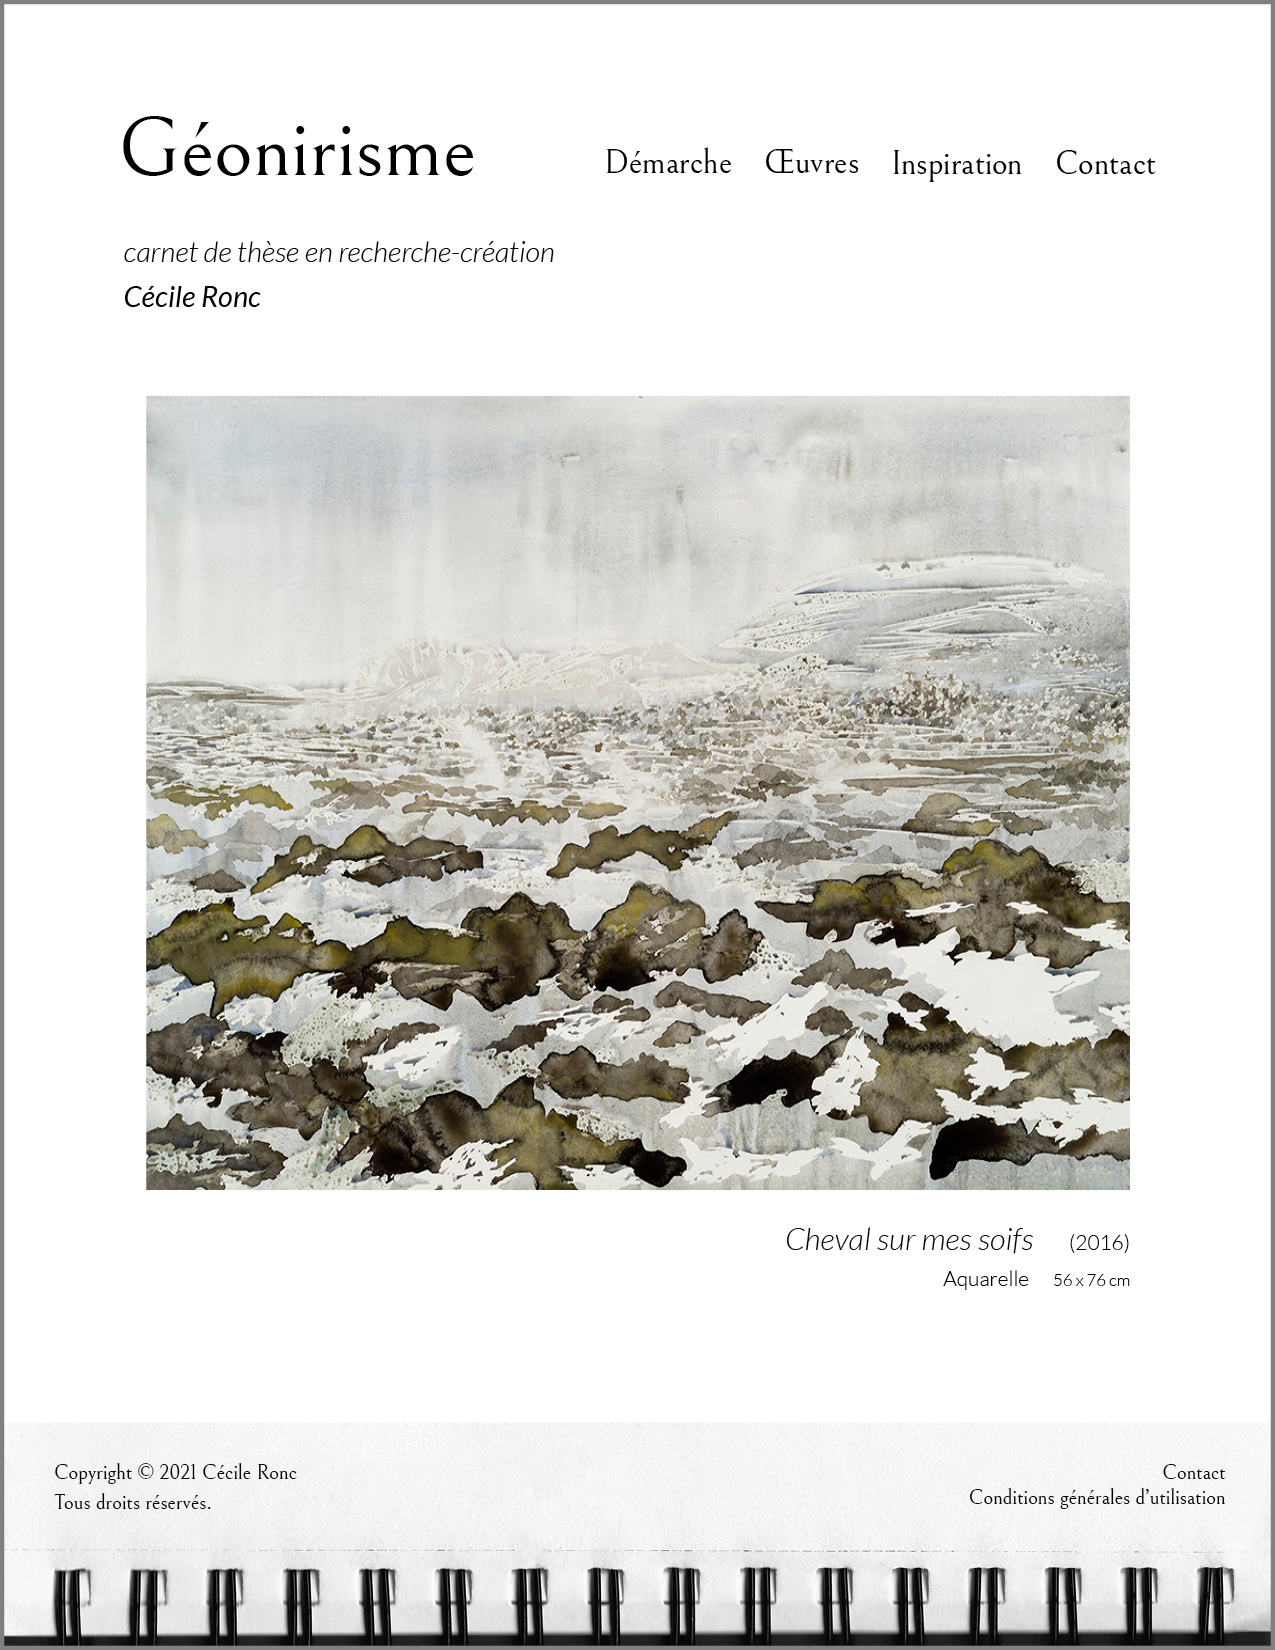 Géonirisme
Démarche Œuvres Inspiration Contact
carnet de thèse en recherche-création
Cécile Ronc
Cheval sur mes soifs (2016)
Aquarelle 56 x 76 cm
Copyright © 2021 Cécile Ronc
Tous droits réservés.
Contact
Conditions générales d’utilisation